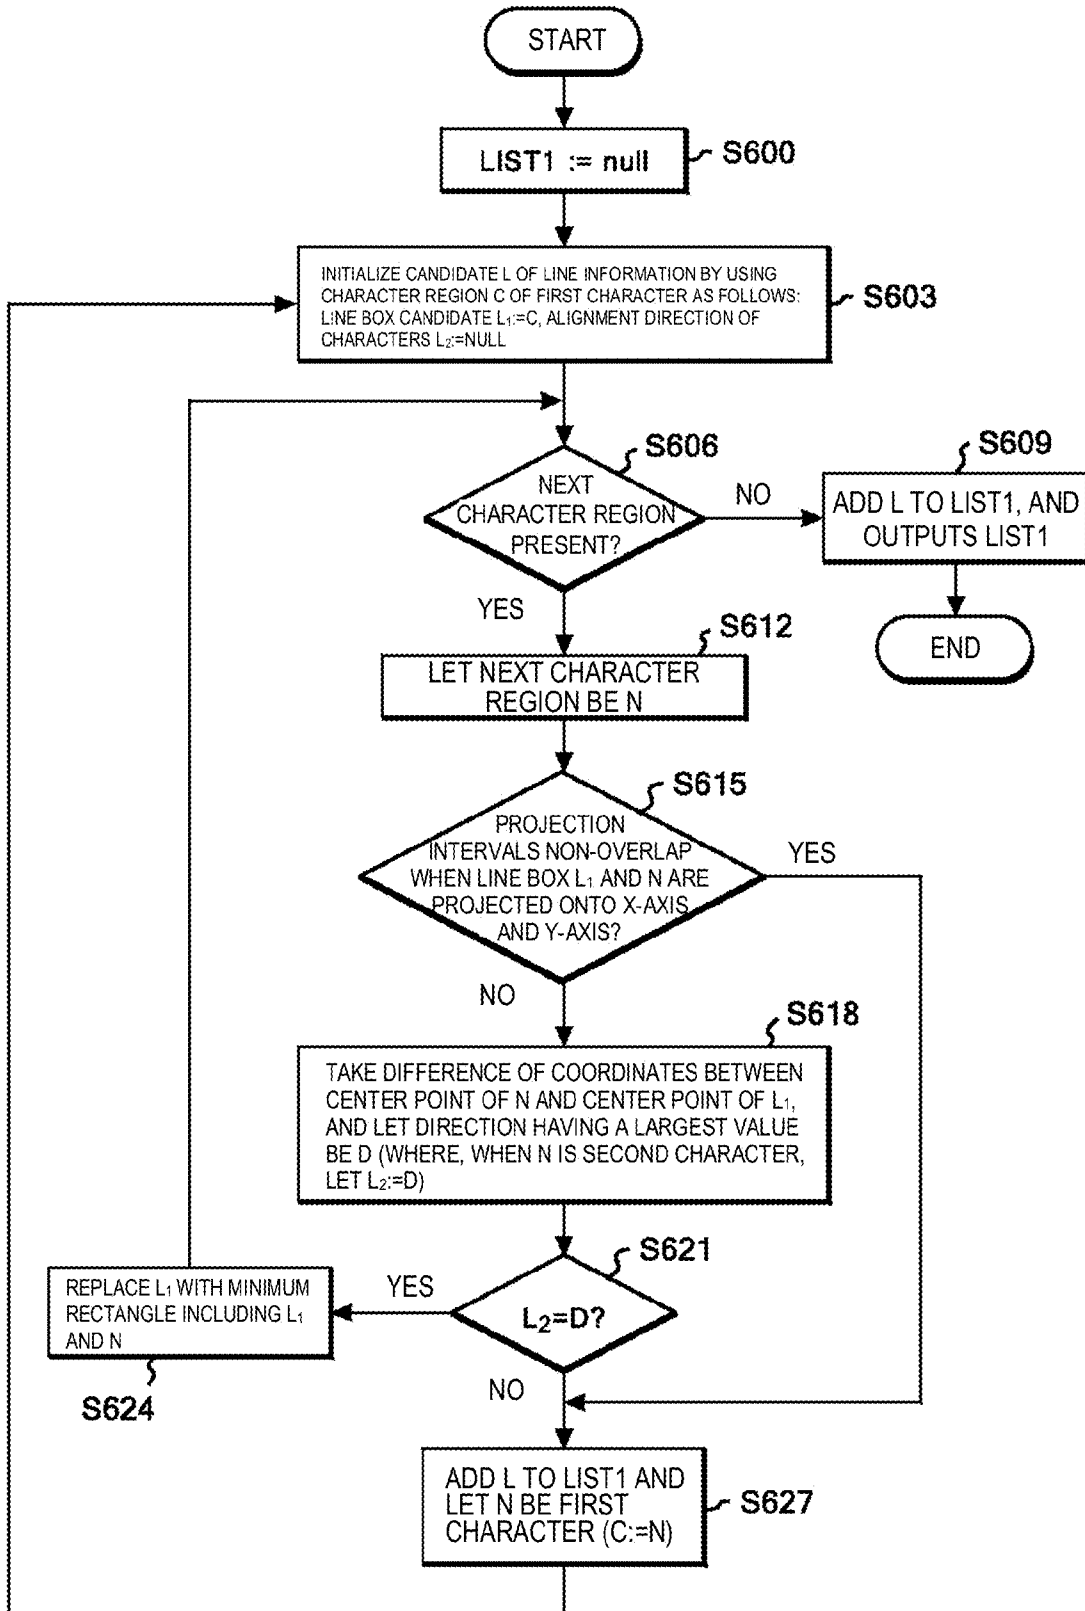 START
LIST1 := null
S600
INITIALIZE CANDIDATE L OF LINE INFORMATION BY USING
CHARACTER REGION C OF FIRST CHARACTER AS FOLLOWS:
LINE BOX CANDIDATE L₁:=C, ALIGNMENT DIRECTION OF
CHARACTERS L₂:=NULL
S603
S606
NEXT
CHARACTER REGION
PRESENT?
NO
S609
ADD L TO LIST1, AND
OUTPUTS LIST1
END
YES
S612
LET NEXT CHARACTER
REGION BE N
S615
PROJECTION
INTERVALS NON-OVERLAP
WHEN LINE BOX L₁ AND N ARE
PROJECTED ONTO X-AXIS
AND Y-AXIS?
YES
NO
S618
TAKE DIFFERENCE OF COORDINATES BETWEEN
CENTER POINT OF N AND CENTER POINT OF L₁,
AND LET DIRECTION HAVING A LARGEST VALUE
BE D (WHERE, WHEN N IS SECOND CHARACTER,
LET L₂:=D)
S621
L₂=D?
YES
REPLACE L₁ WITH MINIMUM
RECTANGLE INCLUDING L₁
AND N
S624
NO
ADD L TO LIST1 AND
LET N BE FIRST
CHARACTER (C:=N)
S627